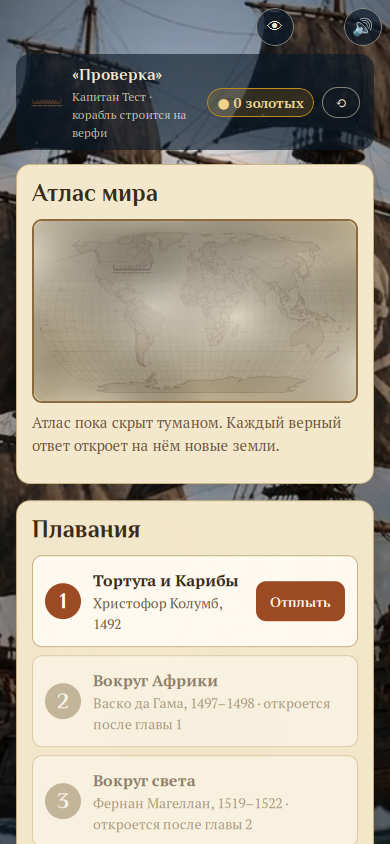 «Проверка»
Капитан Тест ·
корабль строится на
верфи
0 золотых
Атлас мира
Атлас пока скрыт туманом. Каждый верный
ответ откроет на нём новые земли.
Плавания
1
Тортуга и Карибы
Христофор Колумб,
1492
Отплыть
2
Вокруг Африки
Васко да Гама, 1497–1498 · откроется
после главы 1
3
Вокруг света
Фернан Магеллан, 1519–1522 ·
откроется после главы 2